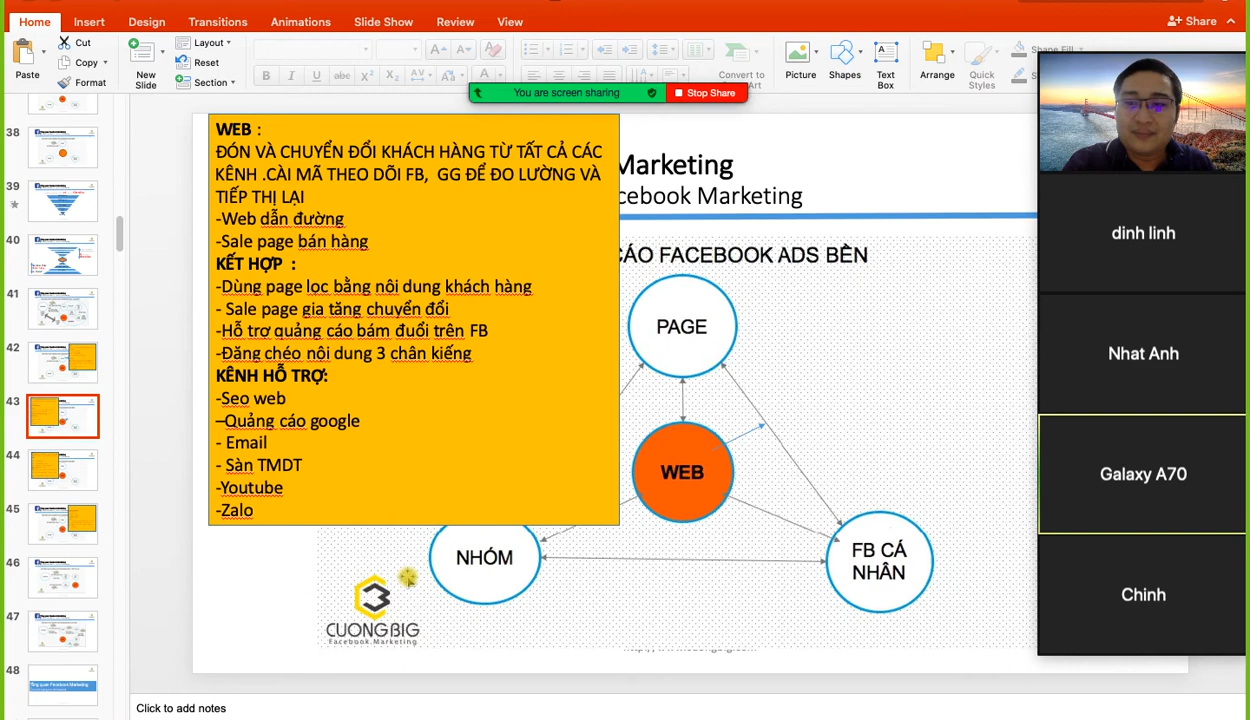 Home Insert Design Transitions Animations Slide Show Review View
Share
Paste
Cut
Copy
Format
New
Slide
Layout
Reset
Section
B I U abc X² X₂ AV Aa A
Convert to
Picture
Shapes
Text
Box
Arrange
Quick
Styles
Shape Fill
You are screen sharing
Stop Share
38
39
40
41
42
43
44
45
46
47
48
WEB :
ĐÓN VÀ CHUYỂN ĐỔI KHÁCH HÀNG TỪ TẤT CẢ CÁC
KÊNH .CÀI MÃ THEO DÕI FB, GG ĐỂ ĐO LƯỜNG VÀ
TIẾP THỊ LẠI
-Web dẫn đường
-Sale page bán hàng
KẾT HỢP :
-Dùng page lọc bằng nội dung khách hàng
- Sale page gia tăng chuyển đổi
-Hỗ trợ quảng cáo bám đuổi trên FB
-Đăng chéo nội dung 3 chân kiếng
KÊNH HỖ TRỢ:
-Seo web
–Quảng cáo google
- Email
- Sàn TMDT
-Youtube
-Zalo
Marketing
cebook Marketing
CÁO FACEBOOK ADS BỀN
PAGE
WEB
NHÓM
FB CÁ
NHÂN
CUONGBIG
Facebook.Marketing
dinh linh
Nhat Anh
Galaxy A70
Chinh
Click to add notes